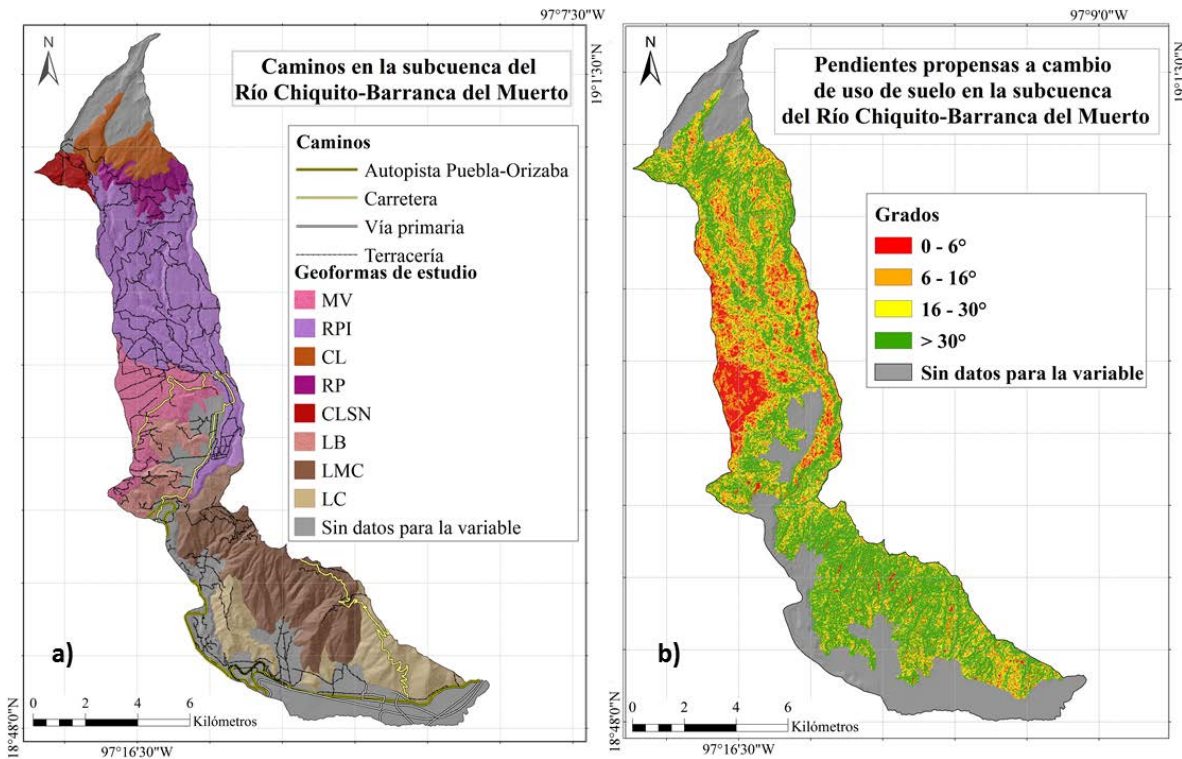 97°7'30"W
N
Caminos en la subcuenca del
Río Chiquito-Barranca del Muerto
19°1'30"N
Caminos
Autopista Puebla-Orizaba
Carretera
Vía primaria
Terracería
Geoformas de estudio
MV
RPI
CL
RP
CLSN
LB
LMC
LC
Sin datos para la variable
a)
0 2 4 6
Kilómetros
18°48'0"N
97°16'30"W
97°9'0"W
N
Pendientes propensas a cambio
de uso de suelo en la subcuenca
del Río Chiquito-Barranca del Muerto
19°1'30"N
Grados
0 - 6°
6 - 16°
16 - 30°
> 30°
Sin datos para la variable
b)
0 2 4 6
Kilómetros
18°48'0"N
97°16'30"W